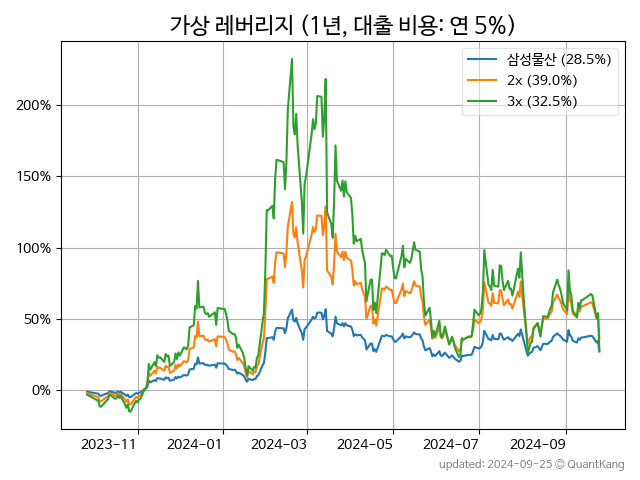 가상 레버리지 (1년, 대출 비용: 연 5%)
삼성물산 (28.5%)
2x (39.0%)
3x (32.5%)
200%
150%
100%
50%
0%
2023-11 2024-01 2024-03 2024-05 2024-07 2024-09
updated: 2024-09-25 © QuantKang